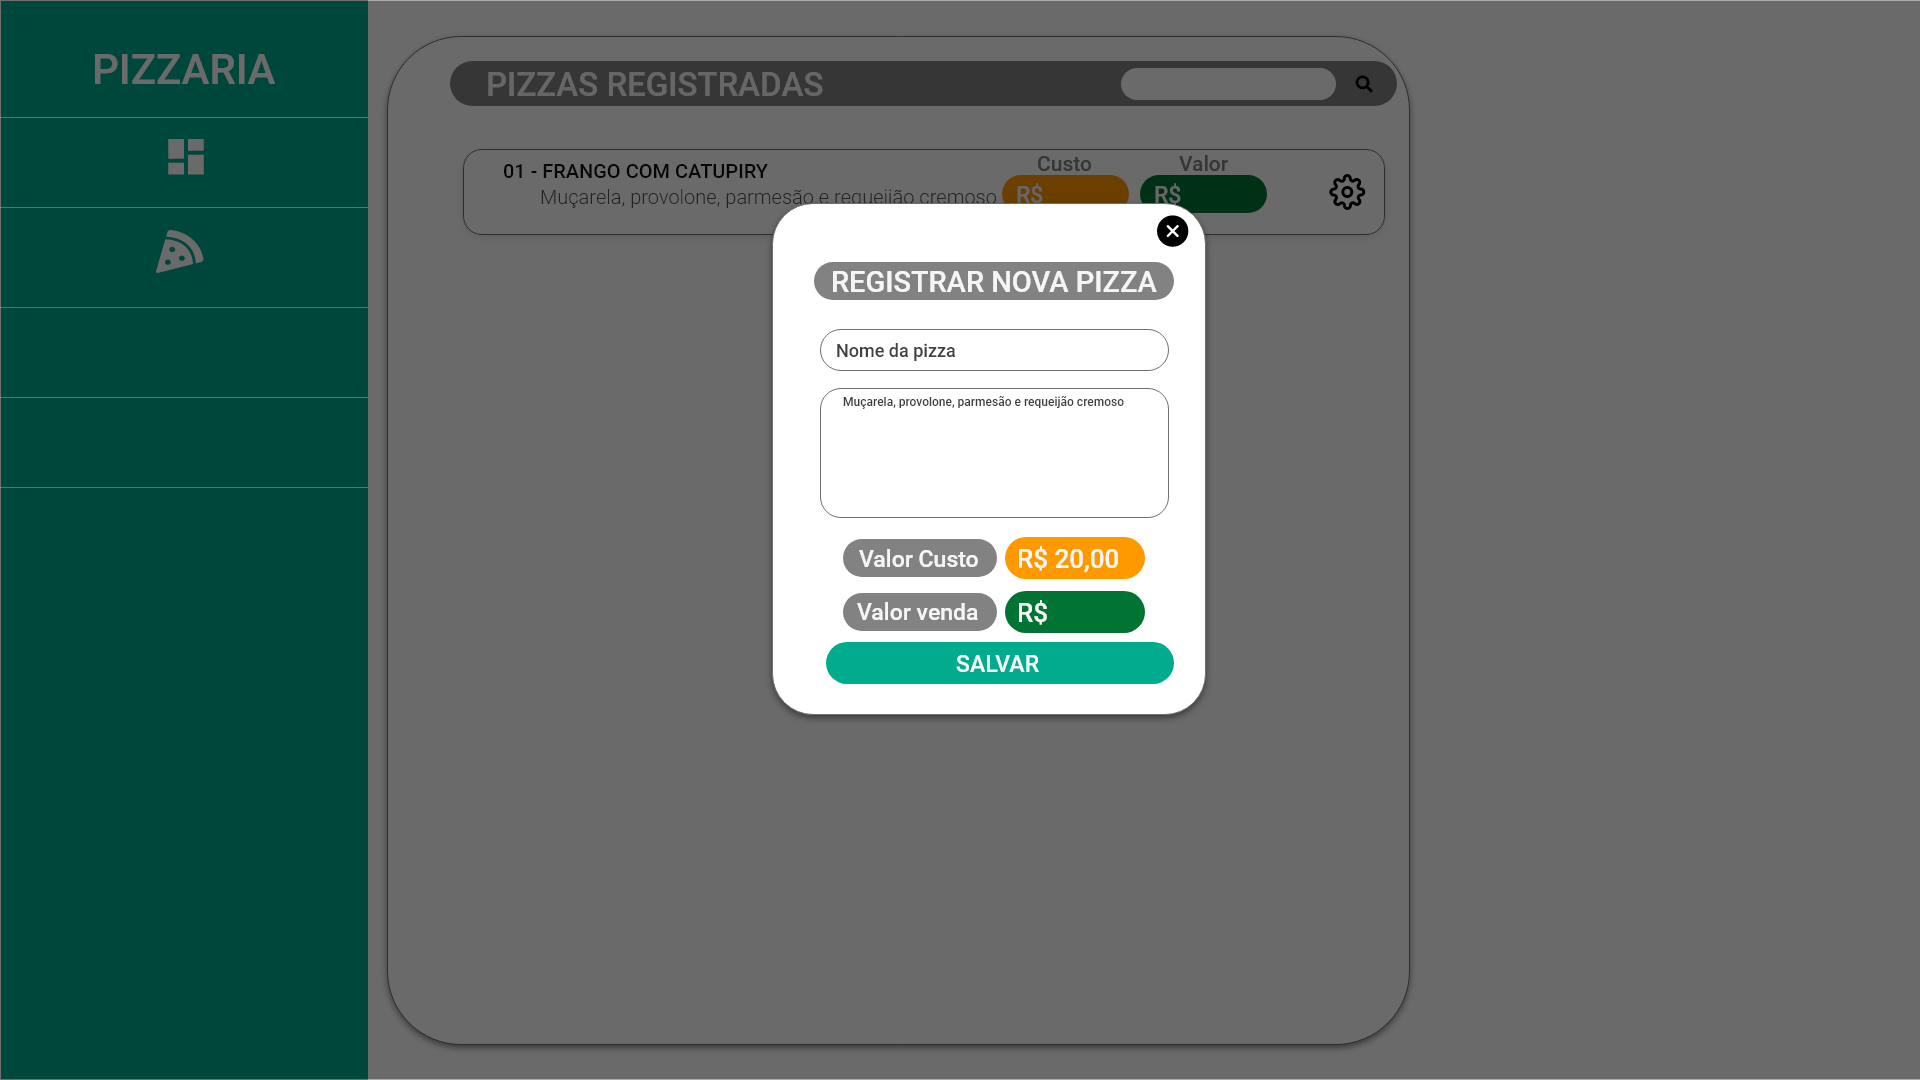 PIZZARIA
PIZZAS REGISTRADAS
01 - FRANGO COM CATUPIRY
Muçarela, provolone, parmesão e requeijão cremoso
Custo
Valor
R$
R$
REGISTRAR NOVA PIZZA
Nome da pizza
Muçarela, provolone, parmesão e requeijão cremoso
Valor Custo
R$ 20,00
Valor venda
R$
SALVAR